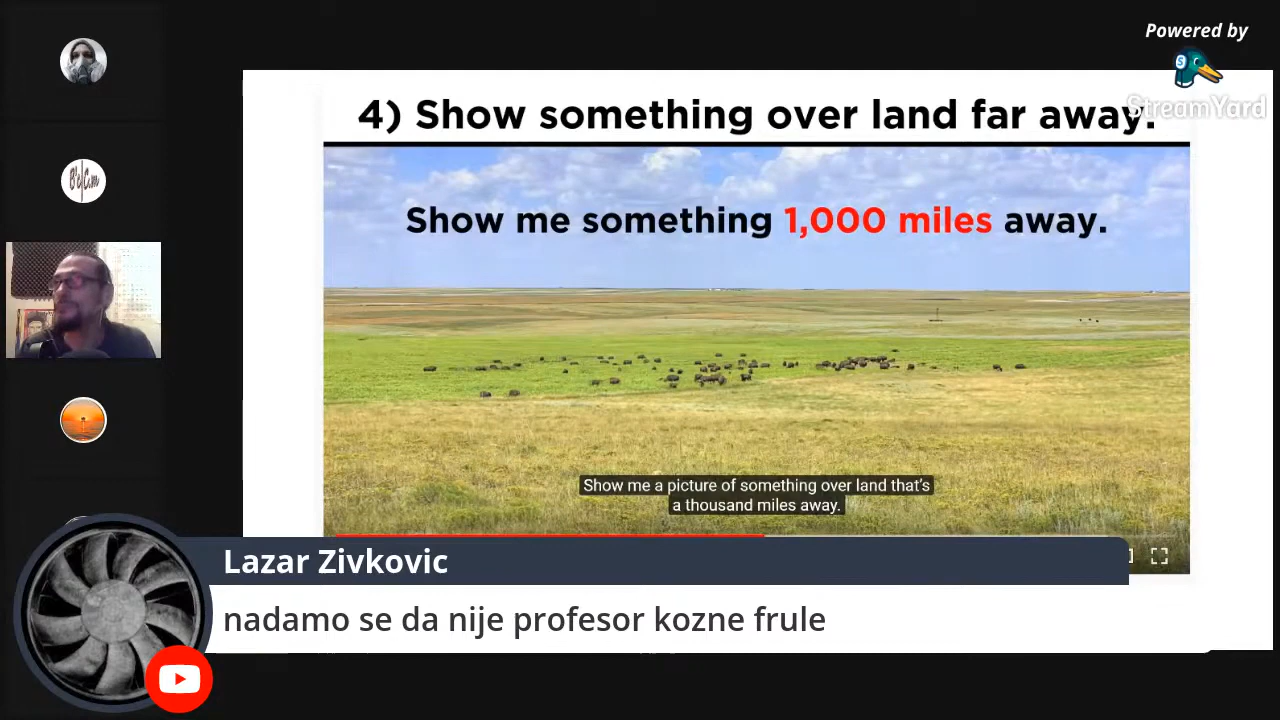 Powered by
StreamYard
4) Show something over land far away.
Show me something 1,000 miles away.
Show me a picture of something over land that's
a thousand miles away.
Lazar Zivkovic
nadamo se da nije profesor kozne frule